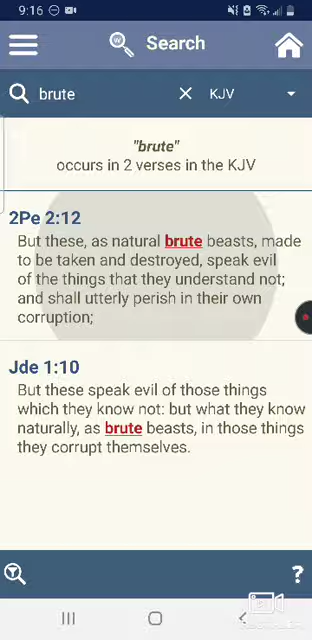 9:16
Search
brute
KJV
"brute"
occurs in 2 verses in the KJV
2Pe 2:12
But these, as natural brute beasts, made
to be taken and destroyed, speak evil
of the things that they understand not;
and shall utterly perish in their own
corruption;
Jde 1:10
But these speak evil of those things
which they know not: but what they know
naturally, as brute beasts, in those things
they corrupt themselves.
?